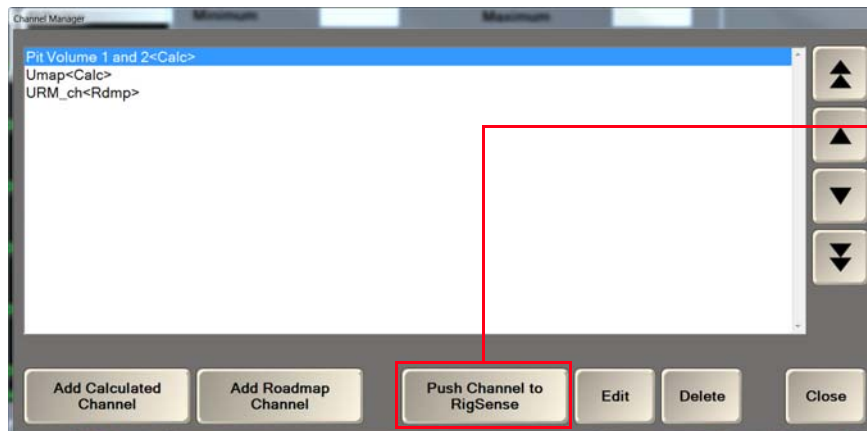 Minimum Maximum
Channel Manager
Pit Volume 1 and 2<Calc>
Umap<Calc>
URM_ch<Rdmp>
Add Calculated
Channel
Add Roadmap
Channel
Push Channel to
RigSense
Edit
Delete
Close